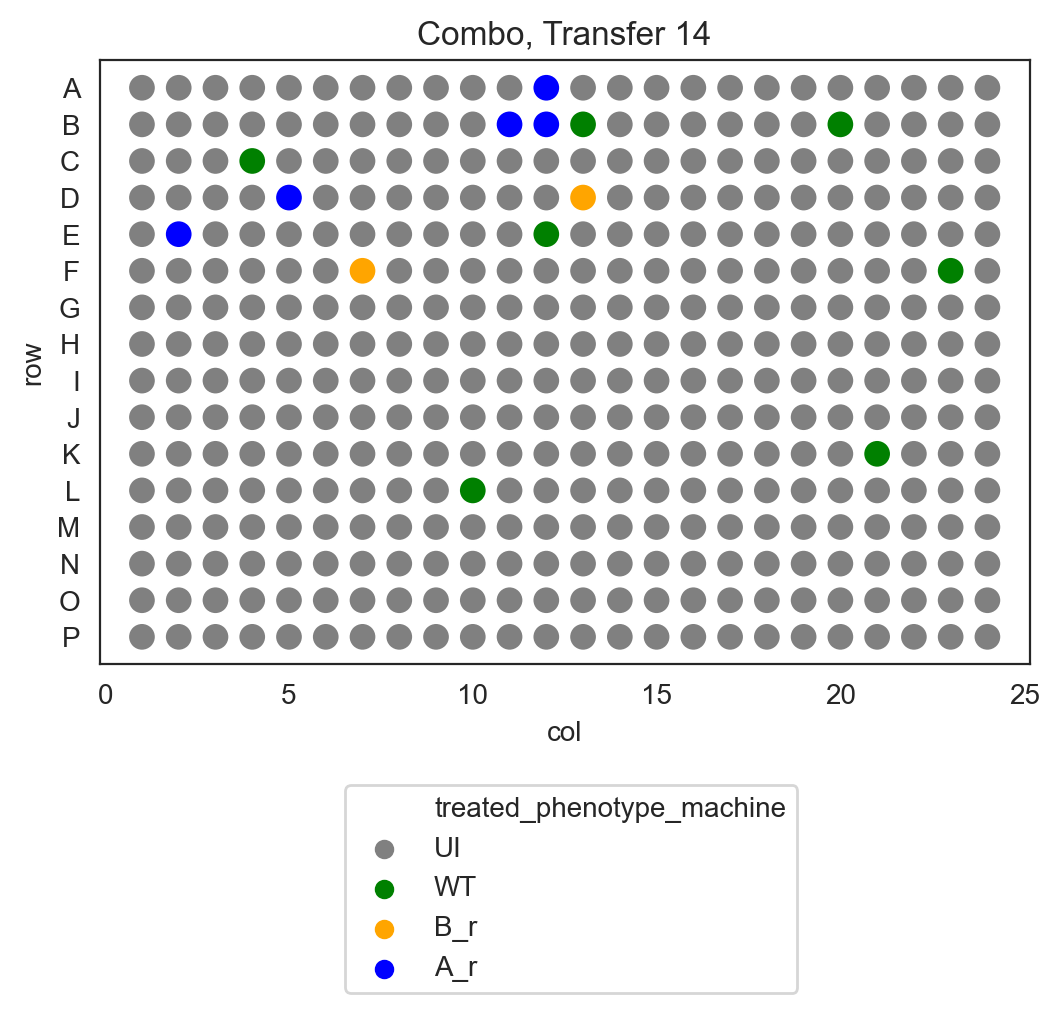 Combo, Transfer 14
A
B
C
D
E
F
G
H
I
J
K
L
M
N
O
P
row
0 5 10 15 20 25
col
treated_phenotype_machine
UI
WT
B_r
A_r